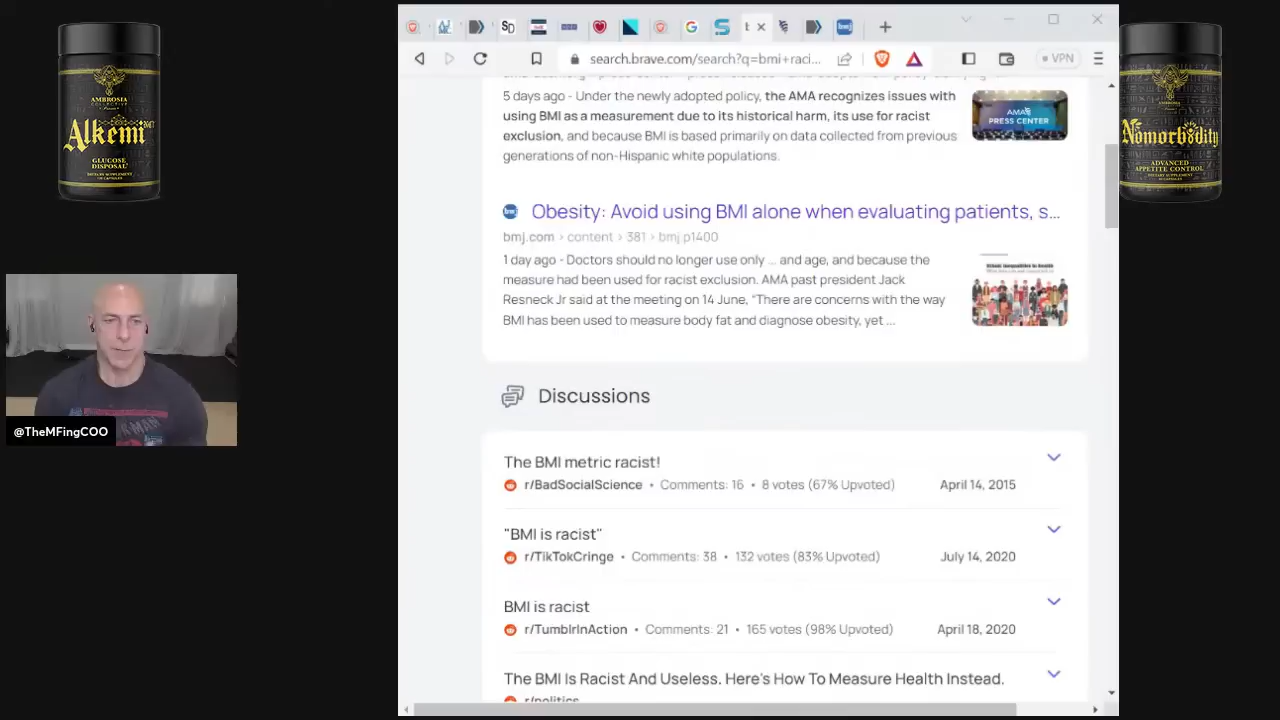 search.brave.com/search?q=bmi+raci...
VPN
5 days ago - Under the newly adopted policy, the AMA recognizes issues with
using BMI as a measurement due to its historical harm, its use for racist
exclusion, and because BMI is based primarily on data collected from previous
generations of non-Hispanic white populations.
AMA
PRESS CENTER
Obesity: Avoid using BMI alone when evaluating patients, s...
bmj.com › content › 381 › bmj.p1400
1 day ago - Doctors should no longer use only ... and age, and because the
measure had been used for racist exclusion. AMA past president Jack
Resneck Jr said at the meeting on 14 June, “There are concerns with the way
BMI has been used to measure body fat and diagnose obesity, yet ...
Discussions
The BMI metric racist!
r/BadSocialScience • Comments: 16 • 8 votes (67% Upvoted) April 14, 2015
"BMI is racist"
r/TikTokCringe • Comments: 38 • 132 votes (83% Upvoted) July 14, 2020
BMI is racist
r/TumblrInAction • Comments: 21 • 165 votes (98% Upvoted) April 18, 2020
The BMI Is Racist And Useless. Here's How To Measure Health Instead.
r/politics
AMBROSIA
COLLECTIVE
Alkemi
GLUCOSE
DISPOSAL
DIETARY SUPPLEMENT
@TheMFingCOO
Nomorbidity
ADVANCED
APPETITE CONTROL
DIETARY SUPPLEMENT